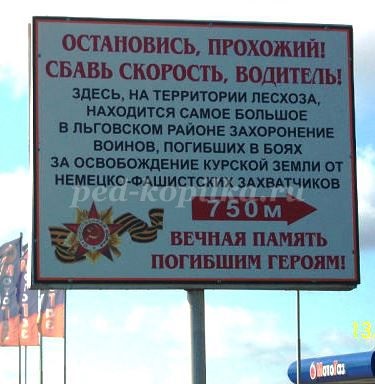 ОСТАНОВИСЬ, ПРОХОЖИЙ!
СБАВЬ СКОРОСТЬ, ВОДИТЕЛЬ!
ЗДЕСЬ, НА ТЕРРИТОРИИ ЛЕСХОЗА,
НАХОДИТСЯ САМОЕ БОЛЬШОЕ
В ЛЬГОВСКОМ РАЙОНЕ ЗАХОРОНЕНИЕ
ВОИНОВ, ПОГИБШИХ В БОЯХ
ЗА ОСВОБОЖДЕНИЕ КУРСКОЙ ЗЕМЛИ ОТ
НЕМЕЦКО-ФАШИСТСКИХ ЗАХВАТЧИКОВ
ped-kopilka.ru
750м
ВЕЧНАЯ ПАМЯТЬ
ПОГИБШИМ ГЕРОЯМ!